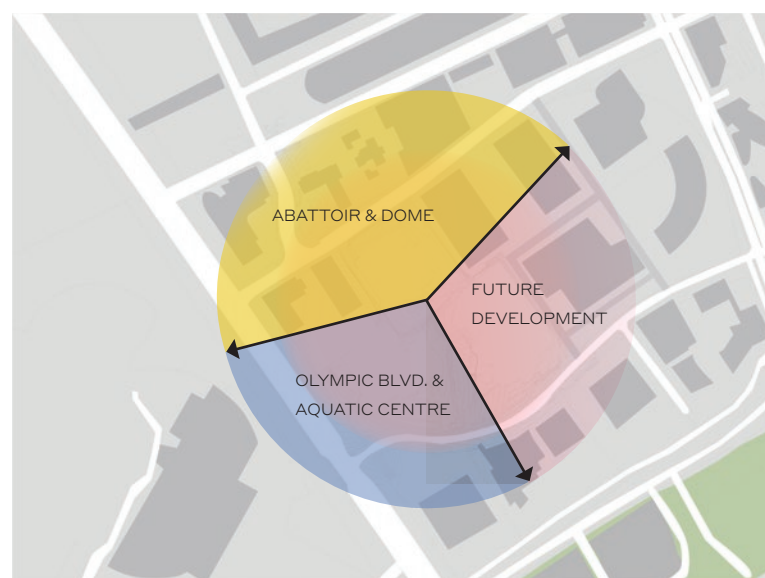 ABATTOIR & DOME
FUTURE
DEVELOPMENT
OLYMPIC BLVD. &
AQUATIC CENTRE